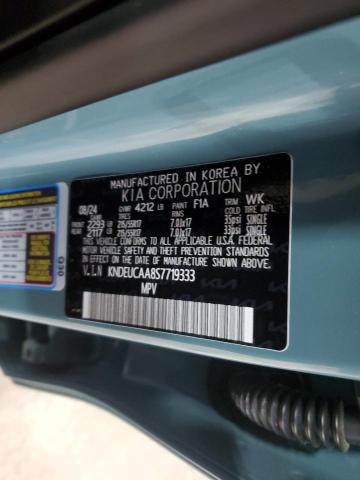 MANUFACTURED IN KOREA BY
KIA CORPORATION
08/24 GVWR 4212 LB PAINT F1A TRIM WK
TIRES RIMS COLD TIRE INFL
FRONT 2293 LB 215/55R17 7.0Jx17 35psi SINGLE
REAR 2117 LB 215/55R17 7.0Jx17 33psi SINGLE
THIS VEHICLE CONFORMS TO ALL APPLICABLE U.S.A. FEDERAL
MOTOR VEHICLE SAFETY, BUMPER, AND THEFT PREVENTION
STANDARDS IN EFFECT ON THE DATE OF MANUFACTURE
SHOWN ABOVE.
V.I.N KNDEUCAA8S7719333
MPV
Q30